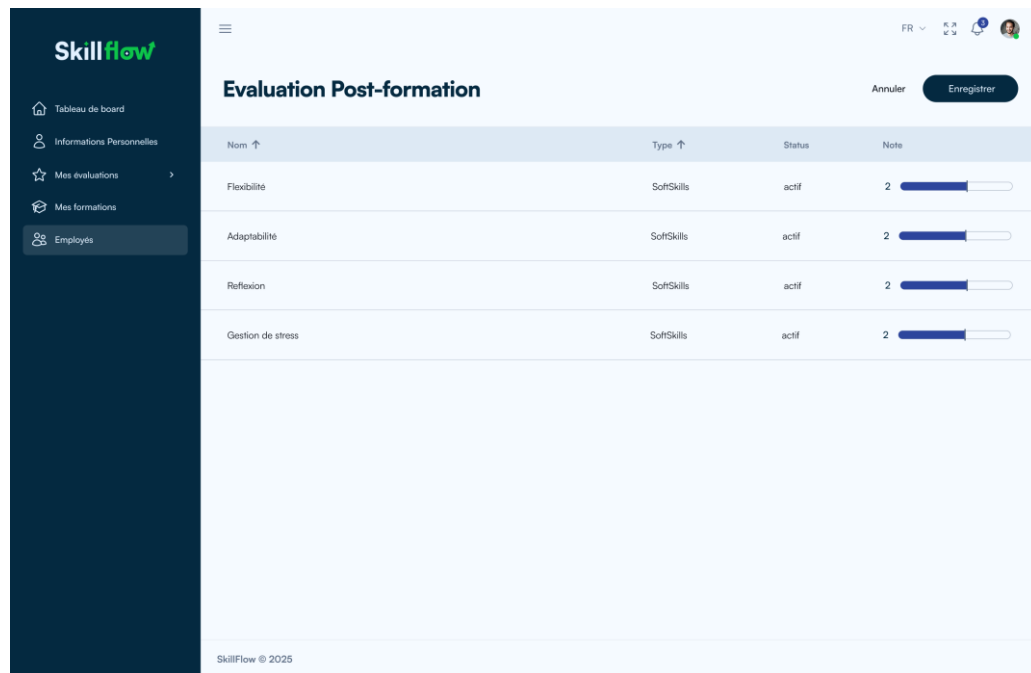 Skillflow
FR
3
Evaluation Post-formation
Annuler
Enregistrer
Tableau de board
Informations Personnelles
Mes évaluations
Mes formations
Employés
Nom Type Status Note
Flexibilité SoftSkills actif 2
Adaptabilité SoftSkills actif 2
Reflexion SoftSkills actif 2
Gestion de stress SoftSkills actif 2
SkillFlow © 2025